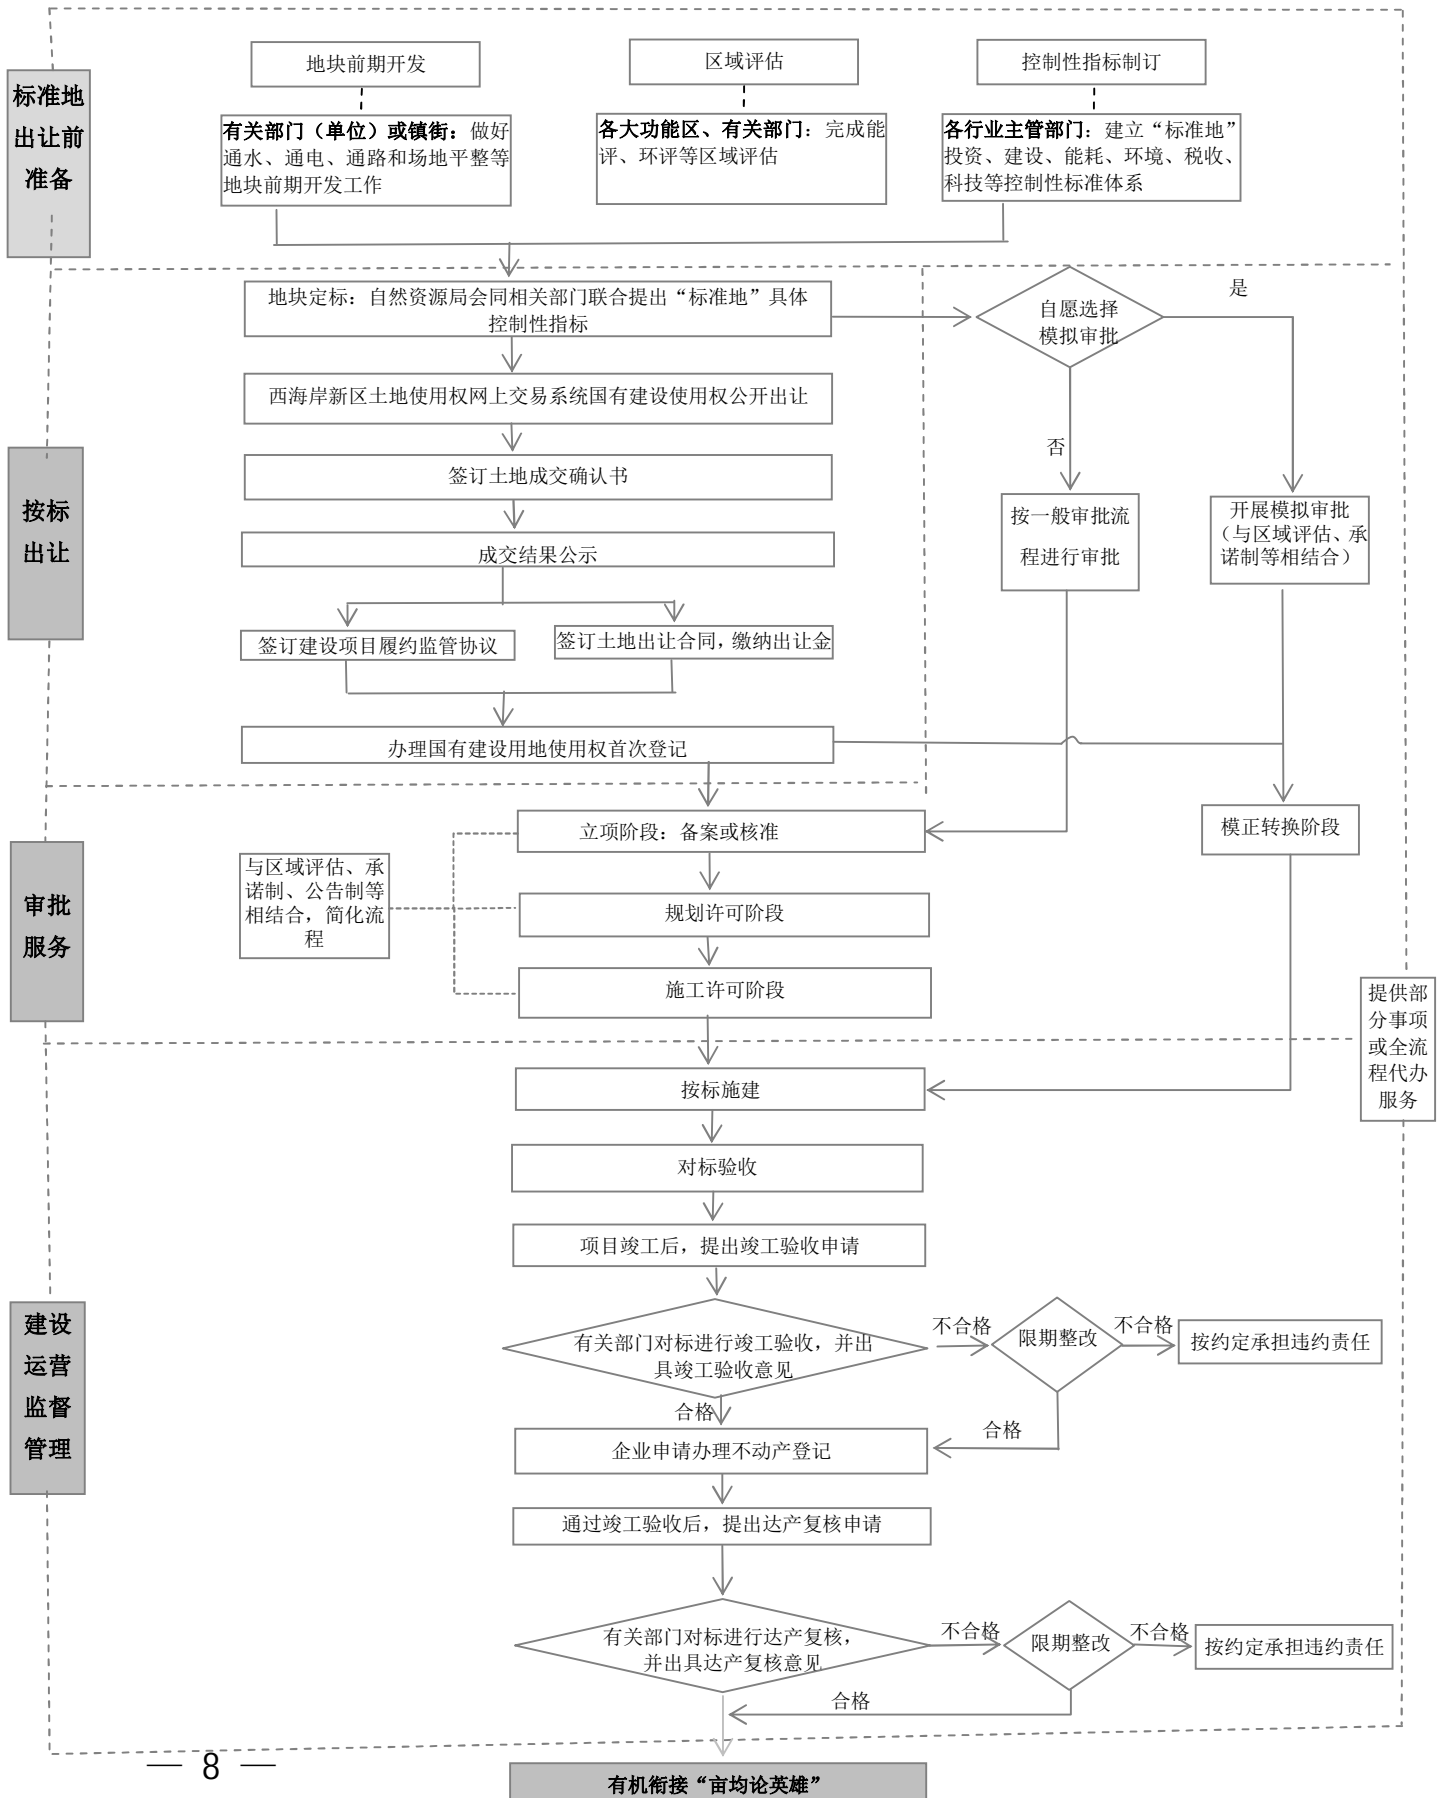 标准地
出让前
准备
地块前期开发
区域评估
控制性指标制订
有关部门（单位）或镇街：做好
通水、通电、通路和场地平整等
地块前期开发工作
各大功能区、有关部门：完成能
评、环评等区域评估
各行业主管部门：建立“标准地”
投资、建设、能耗、环境、税收、
科技等控制性标准体系
按标
出让
地块定标：自然资源局会同相关部门联合提出“标准地”具体
控制性指标
自愿选择
模拟审批
是
否
西海岸新区土地使用权网上交易系统国有建设使用权公开出让
签订土地成交确认书
成交结果公示
签订建设项目履约监管协议
签订土地出让合同，缴纳出让金
办理国有建设用地使用权首次登记
按一般审批流
程进行审批
开展模拟审批
（与区域评估、承
诺制等相结合）
审批
服务
立项阶段：备案或核准
模正转换阶段
与区域评估、承
诺制、公告制等
相结合，简化流
程
规划许可阶段
施工许可阶段
提供部
分事项
或全流
程代办
服务
建设
运营
监督
管理
按标施建
对标验收
项目竣工后，提出竣工验收申请
有关部门对标进行竣工验收，并出
具竣工验收意见
不合格
限期整改
不合格
按约定承担违约责任
合格
合格
企业申请办理不动产登记
通过竣工验收后，提出达产复核申请
有关部门对标进行达产复核，
并出具达产复核意见
不合格
限期整改
不合格
按约定承担违约责任
合格
— 8 —
有机衔接“亩均论英雄”